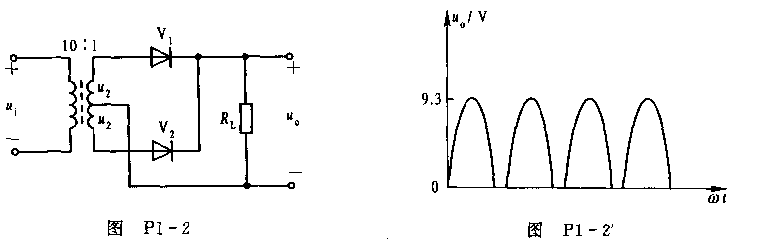 10:1
V₁
+
+
u₂
uᵢ
u₂
R_L
uₒ
V₂
−
−
图 P1-2
uₒ/V
9.3
0
ωt
图 P1-2′